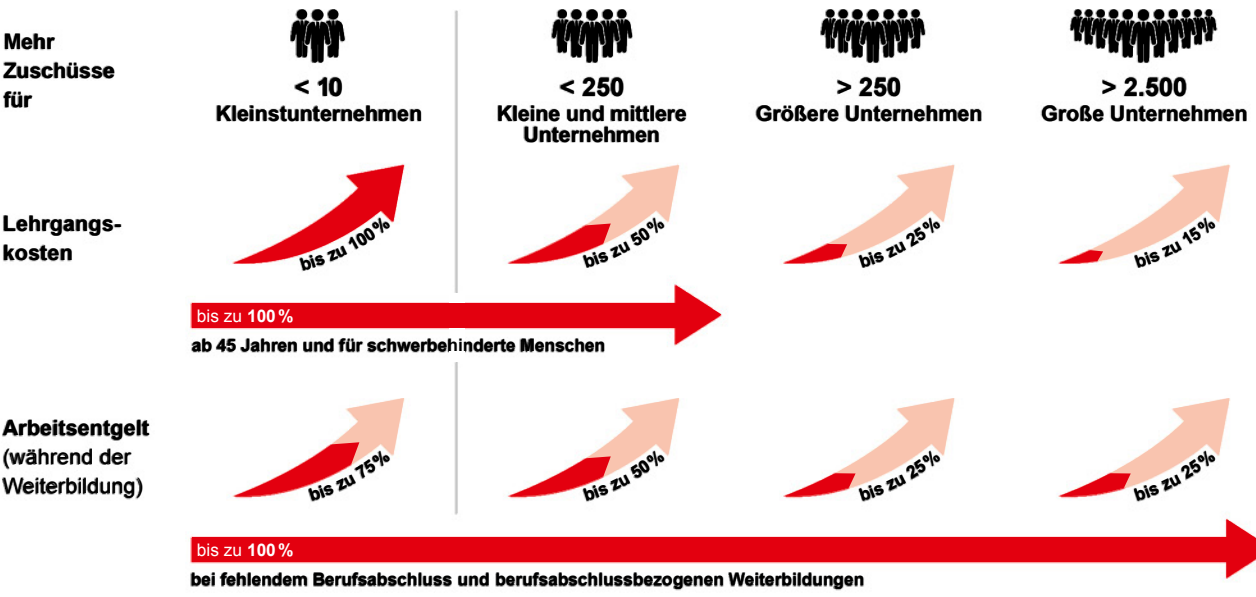 Mehr
Zuschüsse
für
< 10
Kleinstunternehmen
< 250
Kleine und mittlere
Unternehmen
> 250
Größere Unternehmen
> 2.500
Große Unternehmen
Lehrgangs-
kosten
bis zu 100 %
bis zu 50 %
bis zu 25 %
bis zu 15 %
bis zu 100 %
ab 45 Jahren und für schwerbehinderte Menschen
Arbeitsentgelt
(während der
Weiterbildung)
bis zu 75 %
bis zu 50 %
bis zu 25 %
bis zu 25 %
bis zu 100 %
bei fehlendem Berufsabschluss und berufsabschlussbezogenen Weiterbildungen